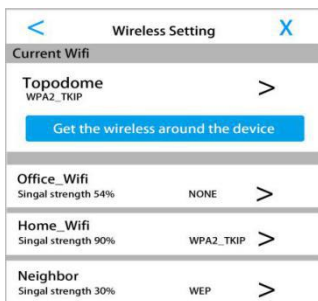 < Wireless Setting X
Current Wifi
Topodome >
WPA2_TKIP
Get the wireless around the device
Office_Wifi
Singal strength 54% NONE >
Home_Wifi
Singal strength 90% WPA2_TKIP >
Neighbor
Singal strength 30% WEP >